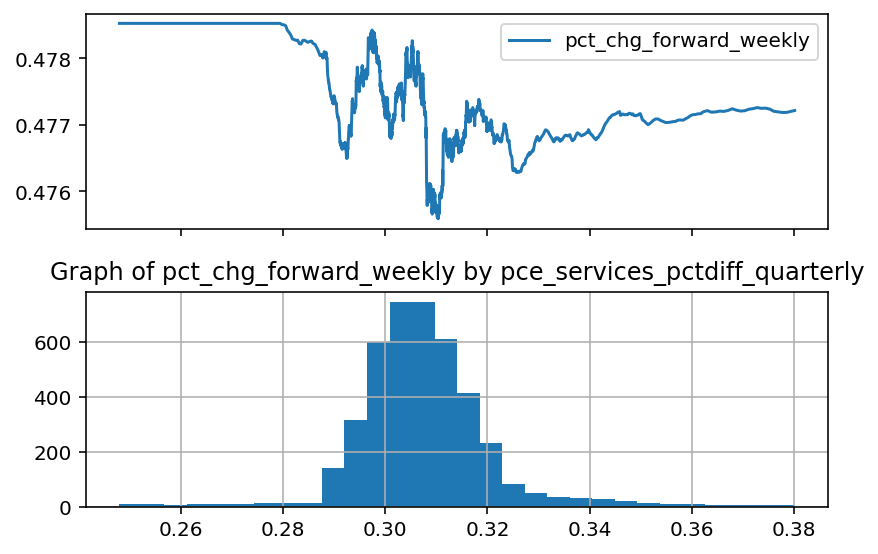 pct_chg_forward_weekly
0.478
0.477
0.476
Graph of pct_chg_forward_weekly by pce_services_pctdiff_quarterly
600
400
200
0
0.26 0.28 0.30 0.32 0.34 0.36 0.38